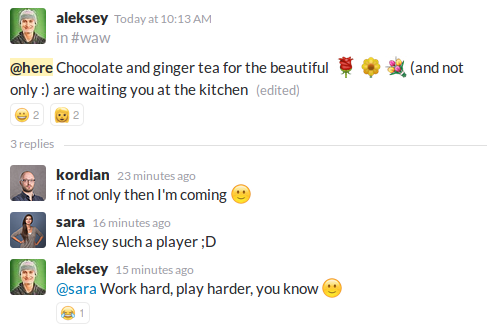 aleksey Today at 10:13 AM
in #waw
@here Chocolate and ginger tea for the beautiful 🌹 🌼 💐 (and not
only :) are waiting you at the kitchen (edited)
😀 2 👱‍♀️ 2
3 replies
kordian 23 minutes ago
if not only then I'm coming 🙂
sara 16 minutes ago
Aleksey such a player ;D
aleksey 15 minutes ago
@sara Work hard, play harder, you know 🙂
😂 1